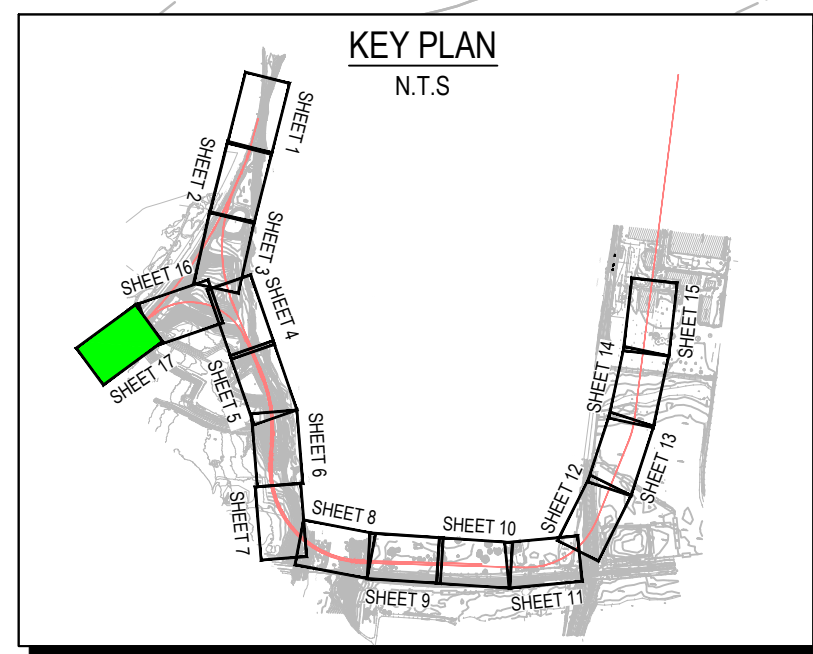 KEY PLAN
N.T.S
SHEET 1
SHEET 2
SHEET 3
SHEET 16
SHEET 4
SHEET 17
SHEET 5
SHEET 6
SHEET 7
SHEET 8
SHEET 9
SHEET 10
SHEET 11
SHEET 12
SHEET 13
SHEET 14
SHEET 15